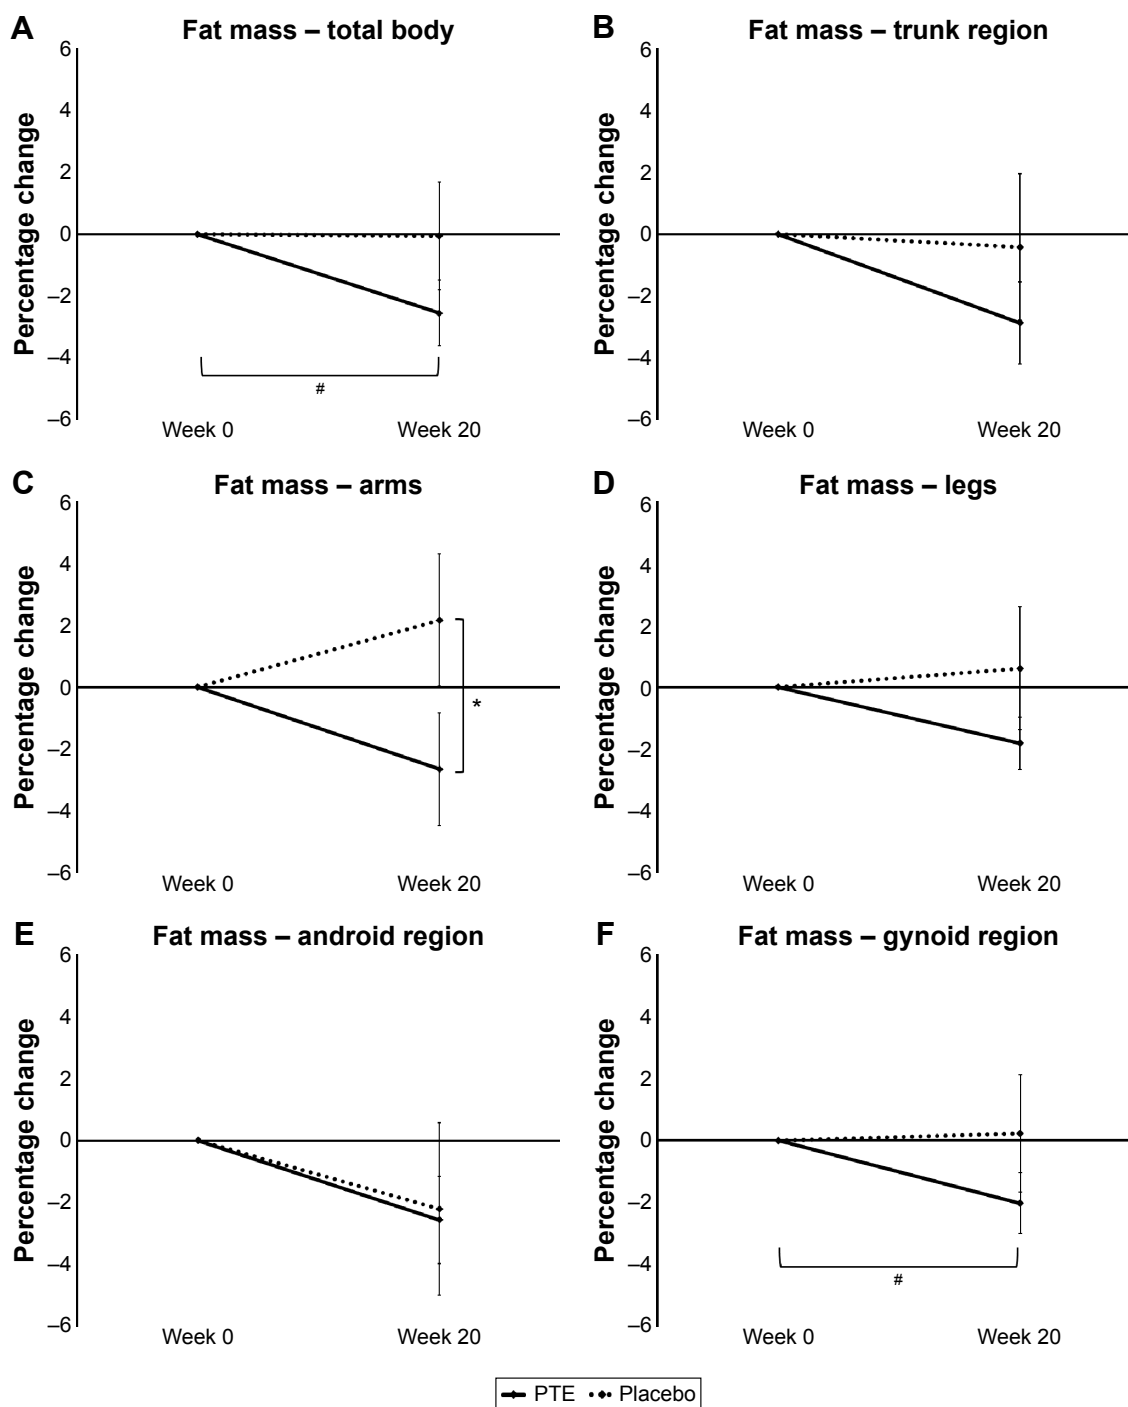 A Fat mass – total body
6
4
2
0
–2
–4
–6
Percentage change
#
Week 0 Week 20
B Fat mass – trunk region
6
4
2
0
–2
–4
–6
Percentage change
Week 0 Week 20
C Fat mass – arms
6
4
2
0
–2
–4
–6
Percentage change
*
Week 0 Week 20
D Fat mass – legs
6
4
2
0
–2
–4
–6
Percentage change
Week 0 Week 20
E Fat mass – android region
6
4
2
0
–2
–4
–6
Percentage change
Week 0 Week 20
F Fat mass – gynoid region
6
4
2
0
–2
–4
–6
Percentage change
#
Week 0 Week 20
PTE Placebo